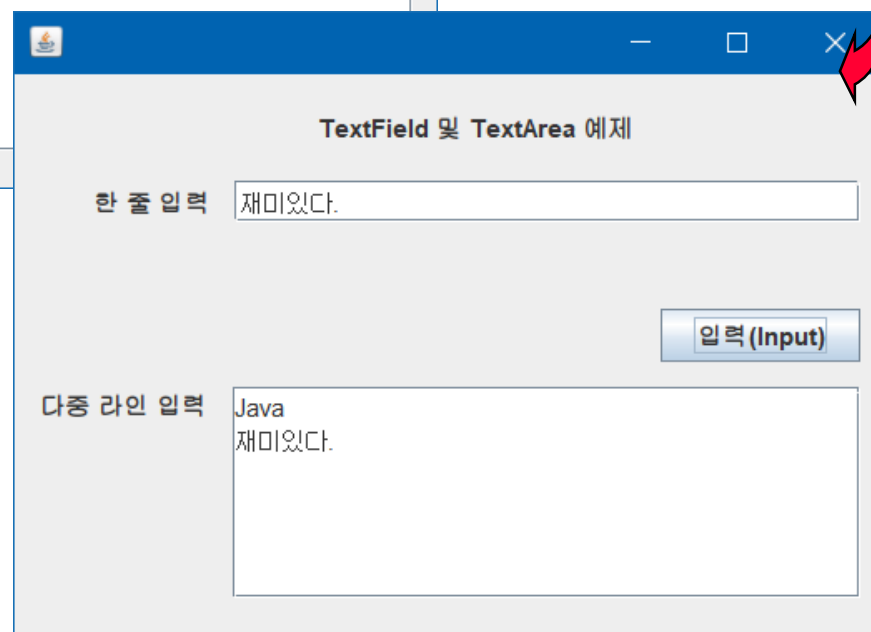 TextField 및 TextArea 예제
한 줄 입력
재미있다.
입력(Input)
다중 라인 입력
Java
재미있다.